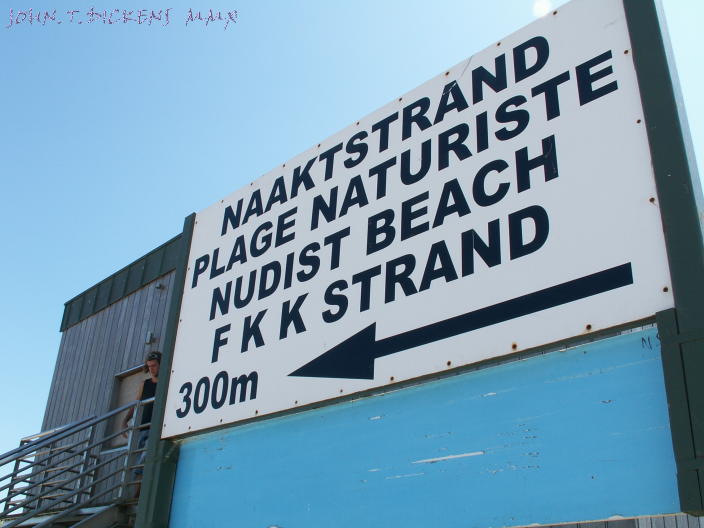 JOHN.T.DICKENS MMX
NAAKTSTRAND
PLAGE NATURISTE
NUDIST BEACH
F K K STRAND
300m